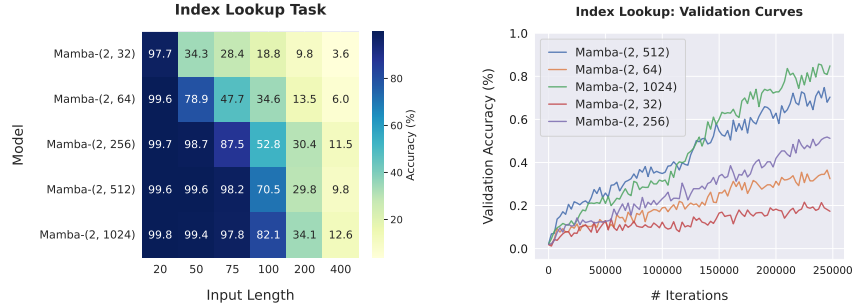 Index Lookup Task
Model
Mamba-(2, 32) 97.7 34.3 28.4 18.8 9.8 3.6
Mamba-(2, 64) 99.6 78.9 47.7 34.6 13.5 6.0
Mamba-(2, 256) 99.7 98.7 87.5 52.8 30.4 11.5
Mamba-(2, 512) 99.6 99.6 98.2 70.5 29.8 9.8
Mamba-(2, 1024) 99.8 99.4 97.8 82.1 34.1 12.6
20 50 75 100 200 400
Input Length
80
60
40
20
Accuracy (%)
Index Lookup: Validation Curves
Validation Accuracy (%)
1.0
0.8
0.6
0.4
0.2
0.0
Mamba-(2, 512)
Mamba-(2, 64)
Mamba-(2, 1024)
Mamba-(2, 32)
Mamba-(2, 256)
0 50000 100000 150000 200000 250000
# Iterations